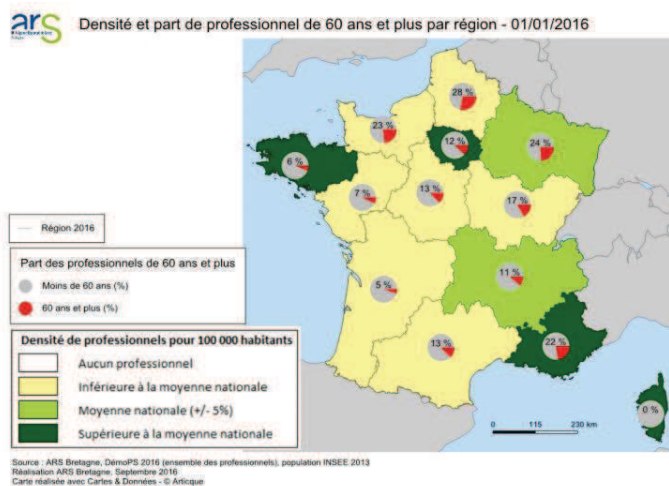 ars
Densité et part de professionnel de 60 ans et plus par région - 01/01/2016
28 %
23 %
12 %
24 %
6 %
7 %
13 %
17 %
11 %
5 %
13 %
22 %
0 %
Région 2016
Part des professionnels de 60 ans et plus
Moins de 60 ans (%)
60 ans et plus (%)
Densité de professionnels pour 100 000 habitants
Aucun professionnel
Inférieure à la moyenne nationale
Moyenne nationale (+/- 5%)
Supérieure à la moyenne nationale
0 115 230 km
Source : ARS Bretagne, DémoPS 2016 (ensemble des professionnels), population INSEE 2013
Réalisation ARS Bretagne, Septembre 2016
Carte réalisée avec Cartes & Données - © Articque